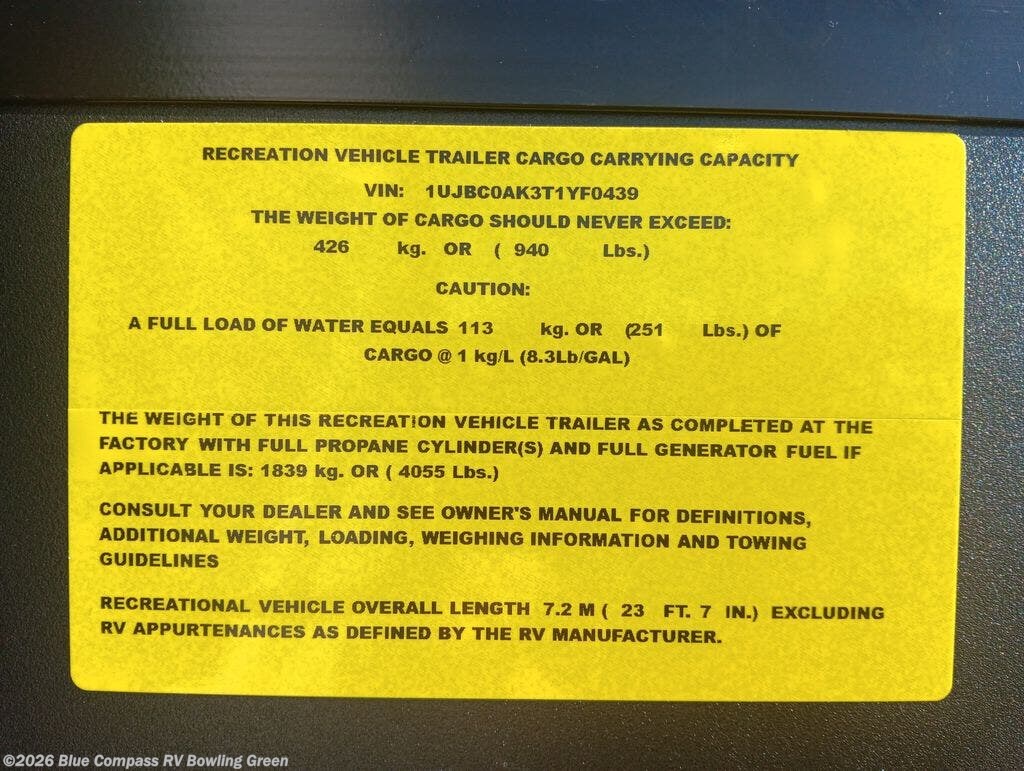 RECREATION VEHICLE TRAILER CARGO CARRYING CAPACITY
VIN: 1UJBC0AK3T1YF0439
THE WEIGHT OF CARGO SHOULD NEVER EXCEED:
426 kg. OR ( 940 Lbs.)
CAUTION:
A FULL LOAD OF WATER EQUALS 113 kg. OR (251 Lbs.) OF
CARGO @ 1 kg/L (8.3Lb/GAL)
THE WEIGHT OF THIS RECREATION VEHICLE TRAILER AS COMPLETED AT THE
FACTORY WITH FULL PROPANE CYLINDER(S) AND FULL GENERATOR FUEL IF
APPLICABLE IS: 1839 kg. OR ( 4055 Lbs.)
CONSULT YOUR DEALER AND SEE OWNER'S MANUAL FOR DEFINITIONS,
ADDITIONAL WEIGHT, LOADING, WEIGHING INFORMATION AND TOWING
GUIDELINES
RECREATIONAL VEHICLE OVERALL LENGTH 7.2 M ( 23 FT. 7 IN.) EXCLUDING
RV APPURTENANCES AS DEFINED BY THE RV MANUFACTURER.
©2026 Blue Compass RV Bowling Green